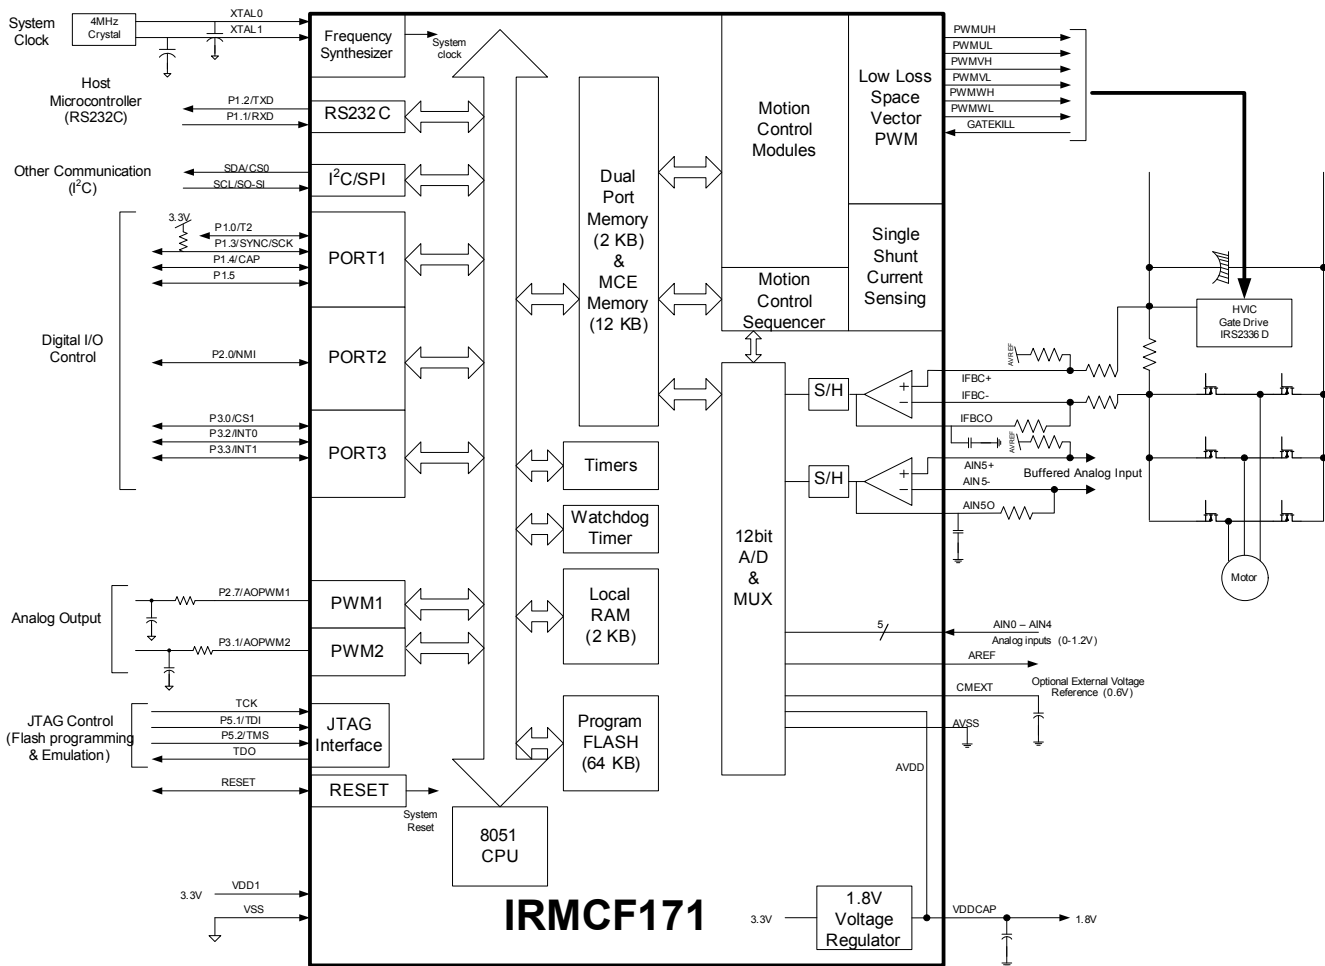 System
Clock
4MHz
Crystal
XTAL0
XTAL1
Frequency
Synthesizer
System
clock
Host
Microcontroller
(RS232C)
P1.2/TXD
P1.1/RXD
RS232C
Other Communication
(I²C)
SDA/CS0
SCL/SO-SI
I²C/SPI
3.3V
P1.0/T2
P1.3/SYNC/SCK
P1.4/CAP
P1.5
PORT1
Digital I/O
Control
P2.0/NMI
PORT2
P3.0/CS1
P3.2/INT0
P3.3/INT1
PORT3
Analog Output
P2.7/AOPWM1
PWM1
P3.1/AOPWM2
PWM2
JTAG Control
(Flash programming
& Emulation)
TCK
P5.1/TDI
P5.2/TMS
TDO
JTAG
Interface
RESET
RESET
System
Reset
3.3V
VDD1
VSS
8051
CPU
Dual
Port
Memory
(2 KB)
&
MCE
Memory
(12 KB)
Timers
Watchdog
Timer
Local
RAM
(2 KB)
Program
FLASH
(64 KB)
Motion
Control
Modules
Motion
Control
Sequencer
Low Loss
Space
Vector
PWM
Single
Shunt
Current
Sensing
12bit
A/D
&
MUX
S/H
+
−
S/H
+
−
PWMUH
PWMUL
PWMVH
PWMVL
PWMWH
PWMWL
GATEKILL
HVIC
Gate Drive
IRS2336 D
AVREF
IFBC+
IFBC-
IFBCO
AVREF
AIN5+
Buffered Analog Input
AIN5-
AIN5O
Motor
5
AIN0 – AIN4
Analog inputs (0-1.2V)
AREF
Optional External Voltage
Reference (0.6V)
CMEXT
AVSS
AVDD
IRMCF171
3.3V
1.8V
Voltage
Regulator
VDDCAP
1.8V